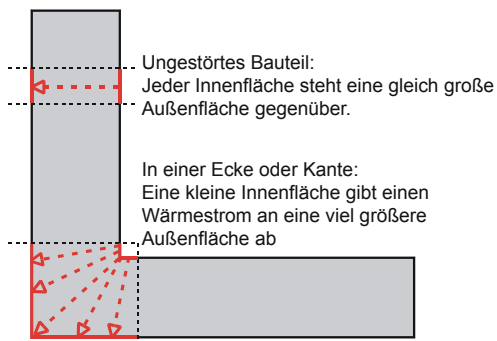 Ungestörtes Bauteil:
Jeder Innenfläche steht eine gleich große
Außenfläche gegenüber.
In einer Ecke oder Kante:
Eine kleine Innenfläche gibt einen
Wärmestrom an eine viel größere
Außenfläche ab